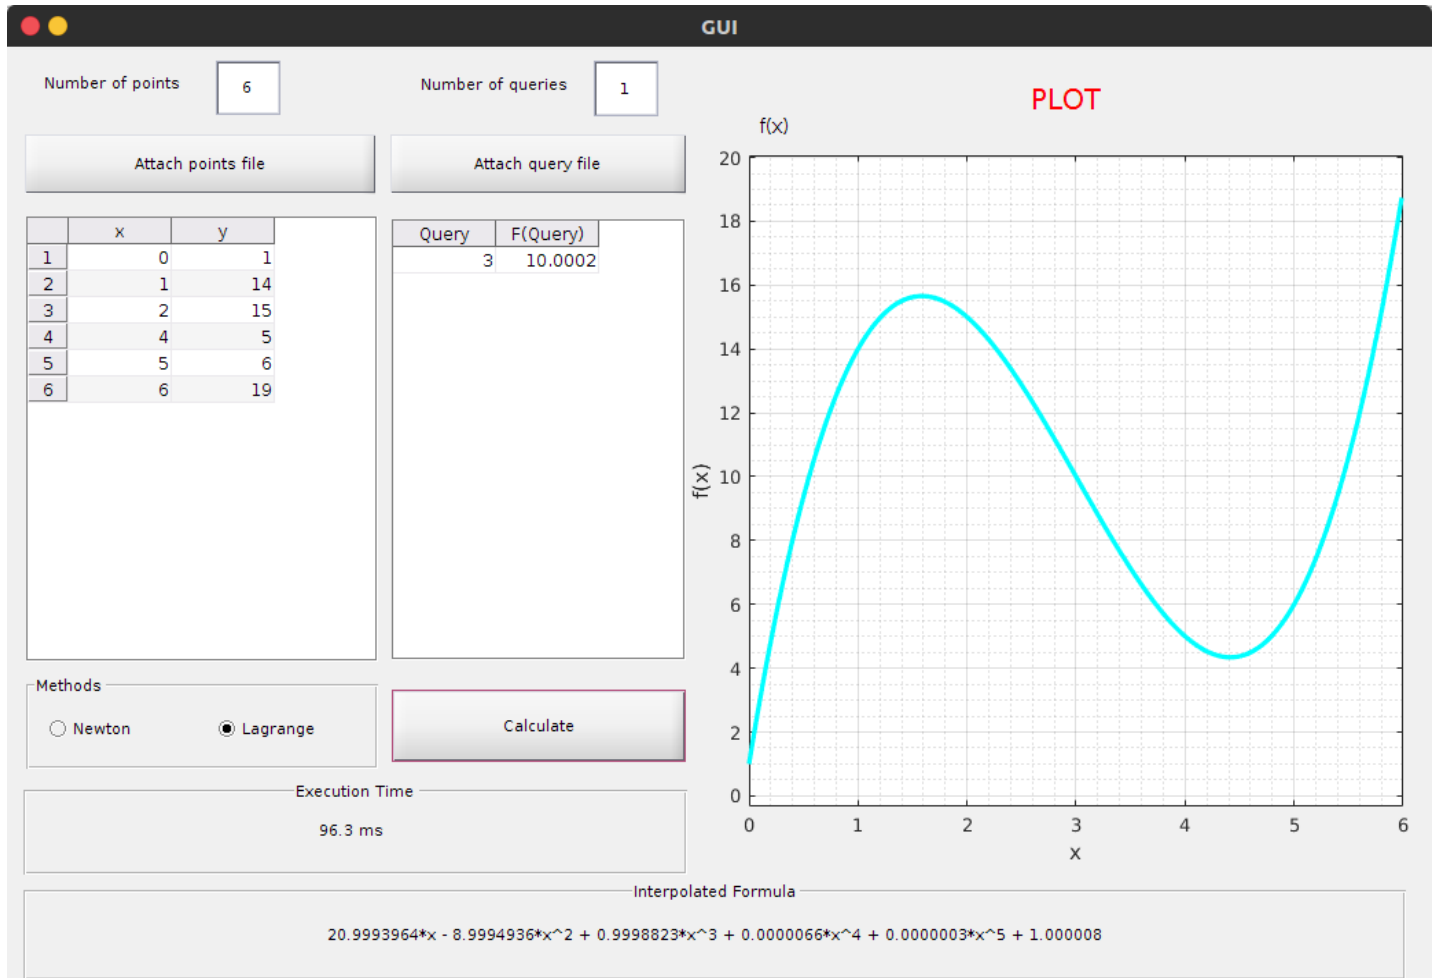 GUI
Number of points 6 Number of queries 1
PLOT
f(x)
Attach points file Attach query file
x y
1 0 1
2 1 14
3 2 15
4 4 5
5 5 6
6 6 19
Query F(Query)
3 10.0002
20
18
16
14
12
10
8
6
4
2
0
f(x)
0 1 2 3 4 5 6
x
Methods
Newton Lagrange
Calculate
Execution Time
96.3 ms
Interpolated Formula
20.9993964*x - 8.9994936*x^2 + 0.9998823*x^3 + 0.0000066*x^4 + 0.0000003*x^5 + 1.000008